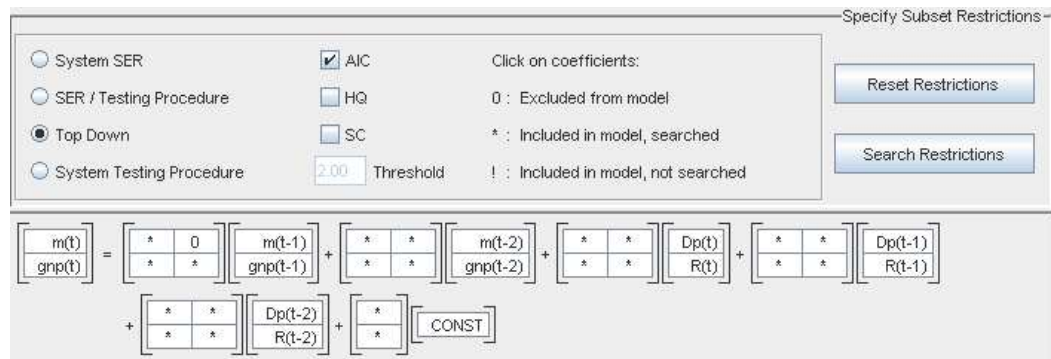 Specify Subset Restrictions
System SER AIC Click on coefficients:
SER / Testing Procedure HQ 0 : Excluded from model
Top Down SC * : Included in model, searched
System Testing Procedure 2.00 Threshold ! : Included in model, not searched
Reset Restrictions
Search Restrictions
m(t) = * 0 m(t-1) + * * m(t-2) + * * Dp(t) + * * Dp(t-1)
gnp(t) * * gnp(t-1) * * gnp(t-2) * * R(t) * * R(t-1)
+ * * Dp(t-2) + * CONST
* * R(t-2) *